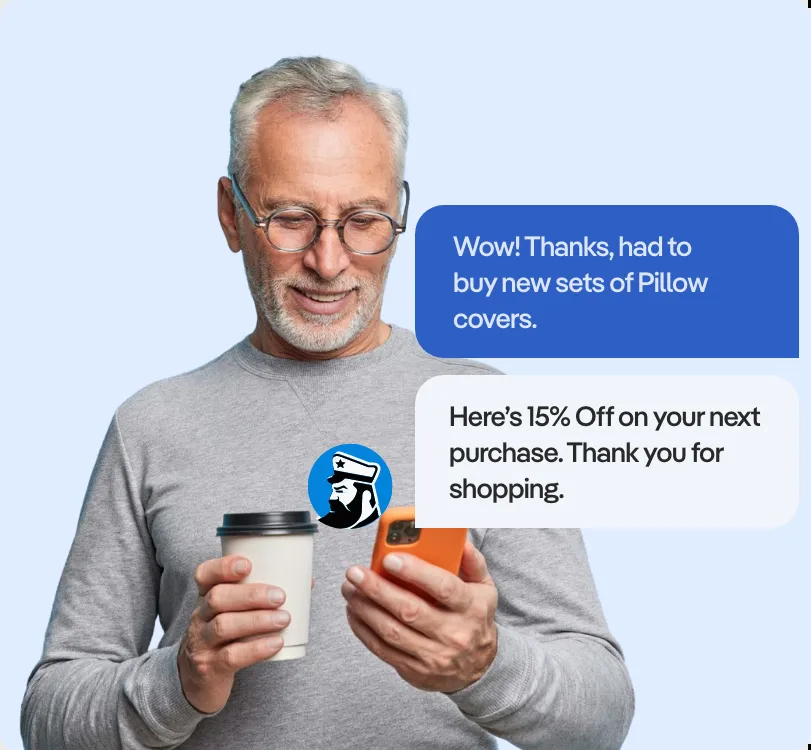 Wow! Thanks, had to
buy new sets of Pillow
covers.
Here’s 15% Off on your next
purchase. Thank you for
shopping.